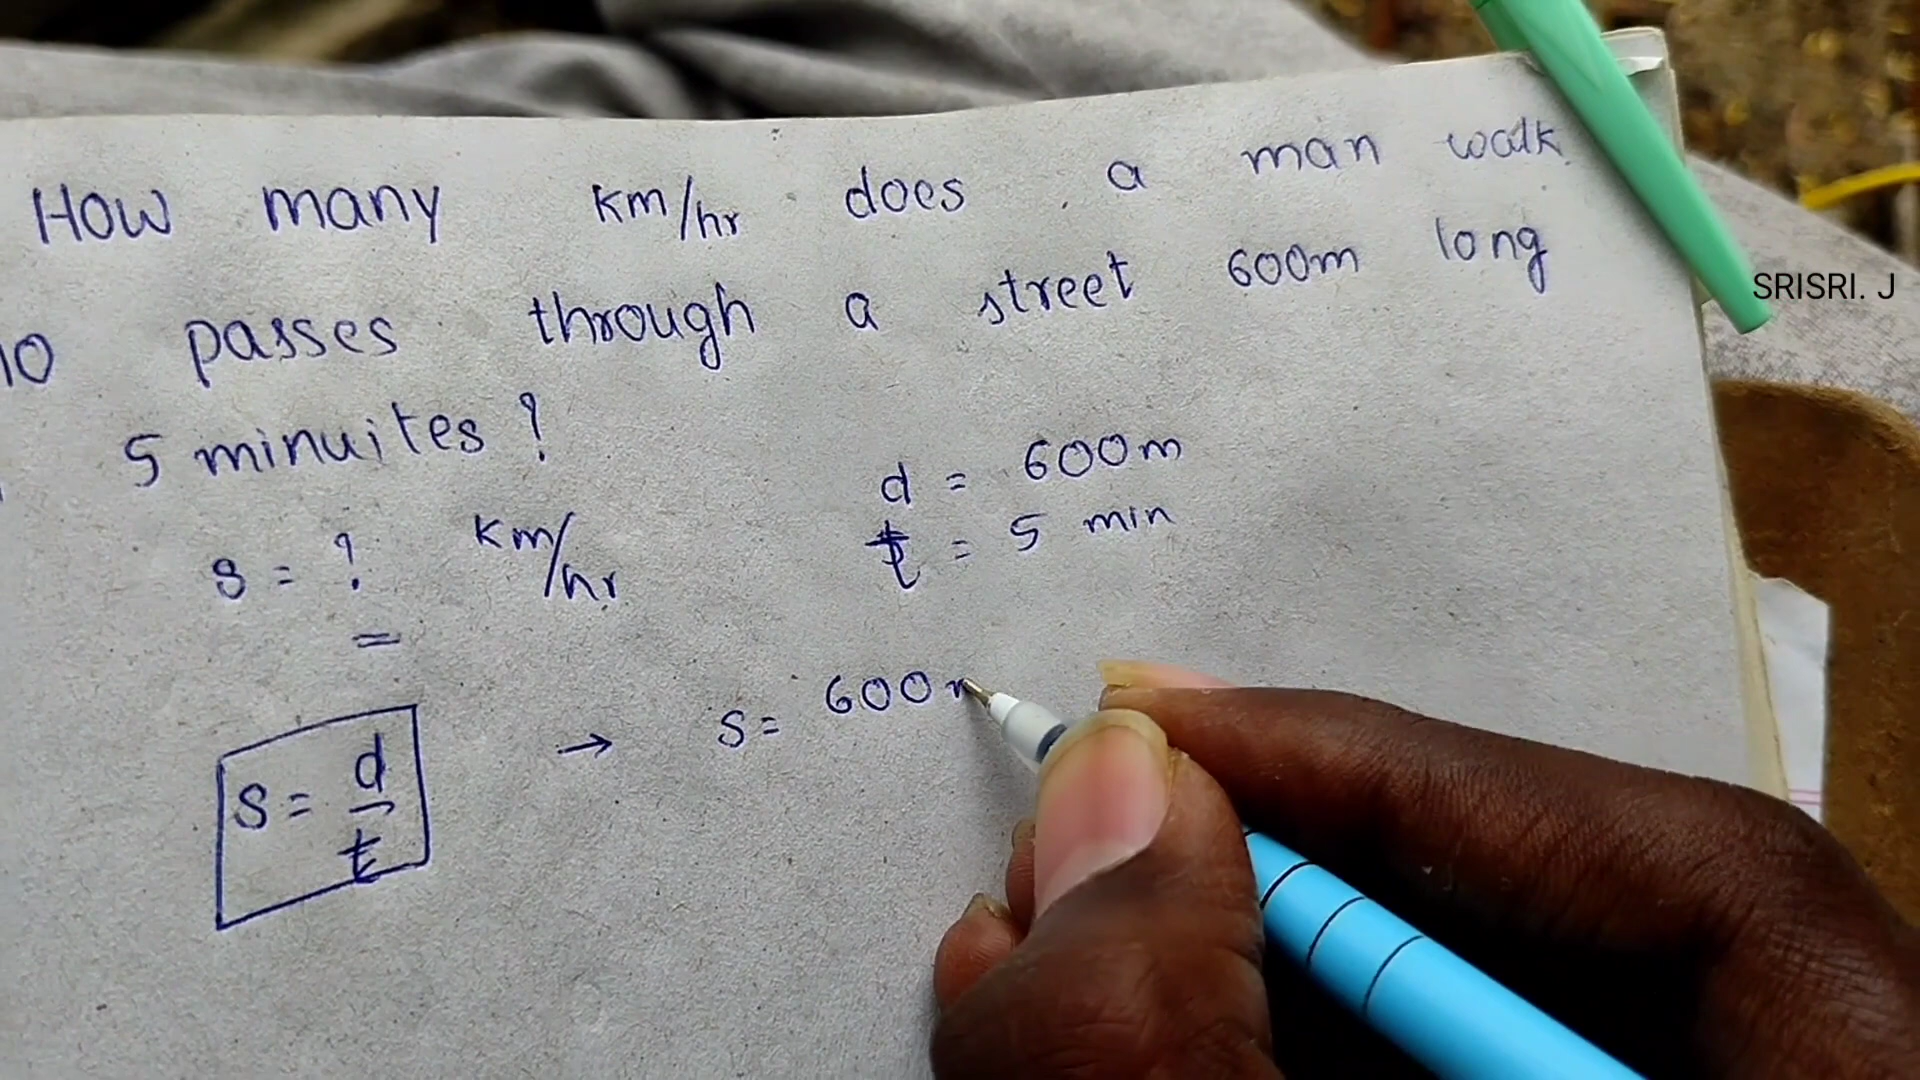 How many km/hr does a man walk.
passes through a street 600m long
5 minuites?
d = 600m
s = ? km/hr
t = 5 min
=
s = d/t → s = 600
SRISRI. J